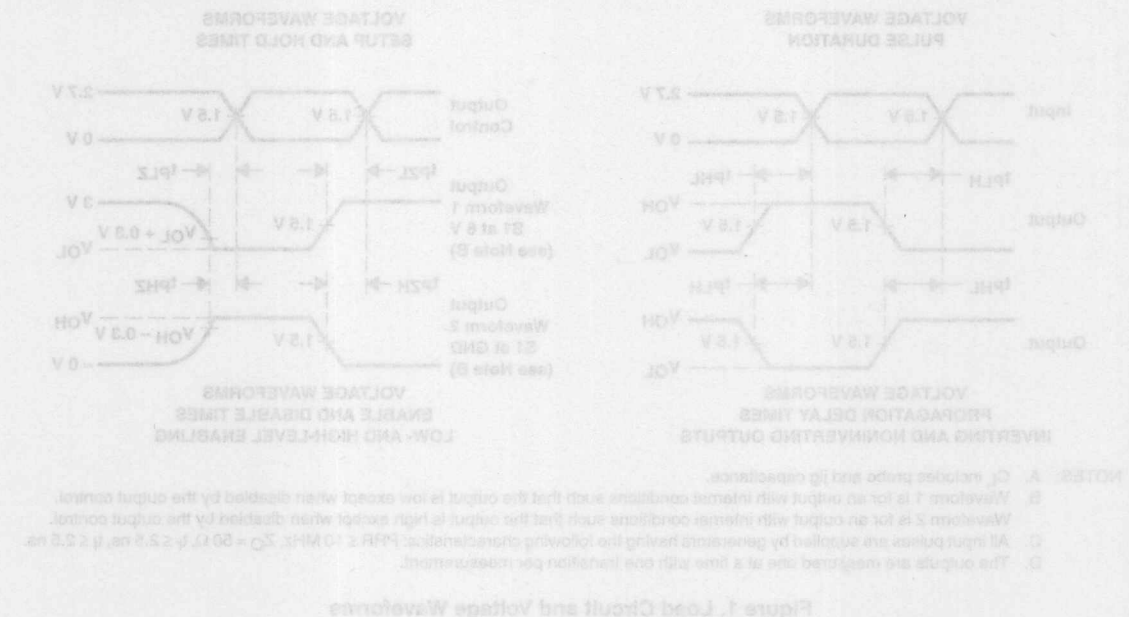 VOLTAGE WAVEFORMS
PULSE DURATION
VOLTAGE WAVEFORMS
SETUP AND HOLD TIMES
Input
2.7 V
1.5 V
1.5 V
0 V
tPLH
tPHL
Output
VOH
1.5 V
1.5 V
VOL
tPHL
tPLH
Output
VOH
1.5 V
1.5 V
VOL
VOLTAGE WAVEFORMS
PROPAGATION DELAY TIMES
INVERTING AND NONINVERTING OUTPUTS
Output
Control
2.7 V
1.5 V
1.5 V
0 V
tPZL
tPLZ
Output
Waveform 1
S1 at 6 V
(see Note B)
3 V
1.5 V
VOL + 0.3 V
VOL
tPZH
tPHZ
Output
Waveform 2
S1 at GND
(see Note B)
VOH
1.5 V
VOH – 0.3 V
0 V
VOLTAGE WAVEFORMS
ENABLE AND DISABLE TIMES
LOW- AND HIGH-LEVEL ENABLING
NOTES: A. CL includes probe and jig capacitance.
B. Waveform 1 is for an output with internal conditions such that the output is low except when disabled by the output control.
Waveform 2 is for an output with internal conditions such that the output is high except when disabled by the output control.
C. All input pulses are supplied by generators having the following characteristics: PRR ≤ 10 MHz, ZO = 50 Ω, tr ≤ 2.5 ns, tf ≤ 2.5 ns.
D. The outputs are measured one at a time with one transition per measurement.
Figure 1. Load Circuit and Voltage Waveforms